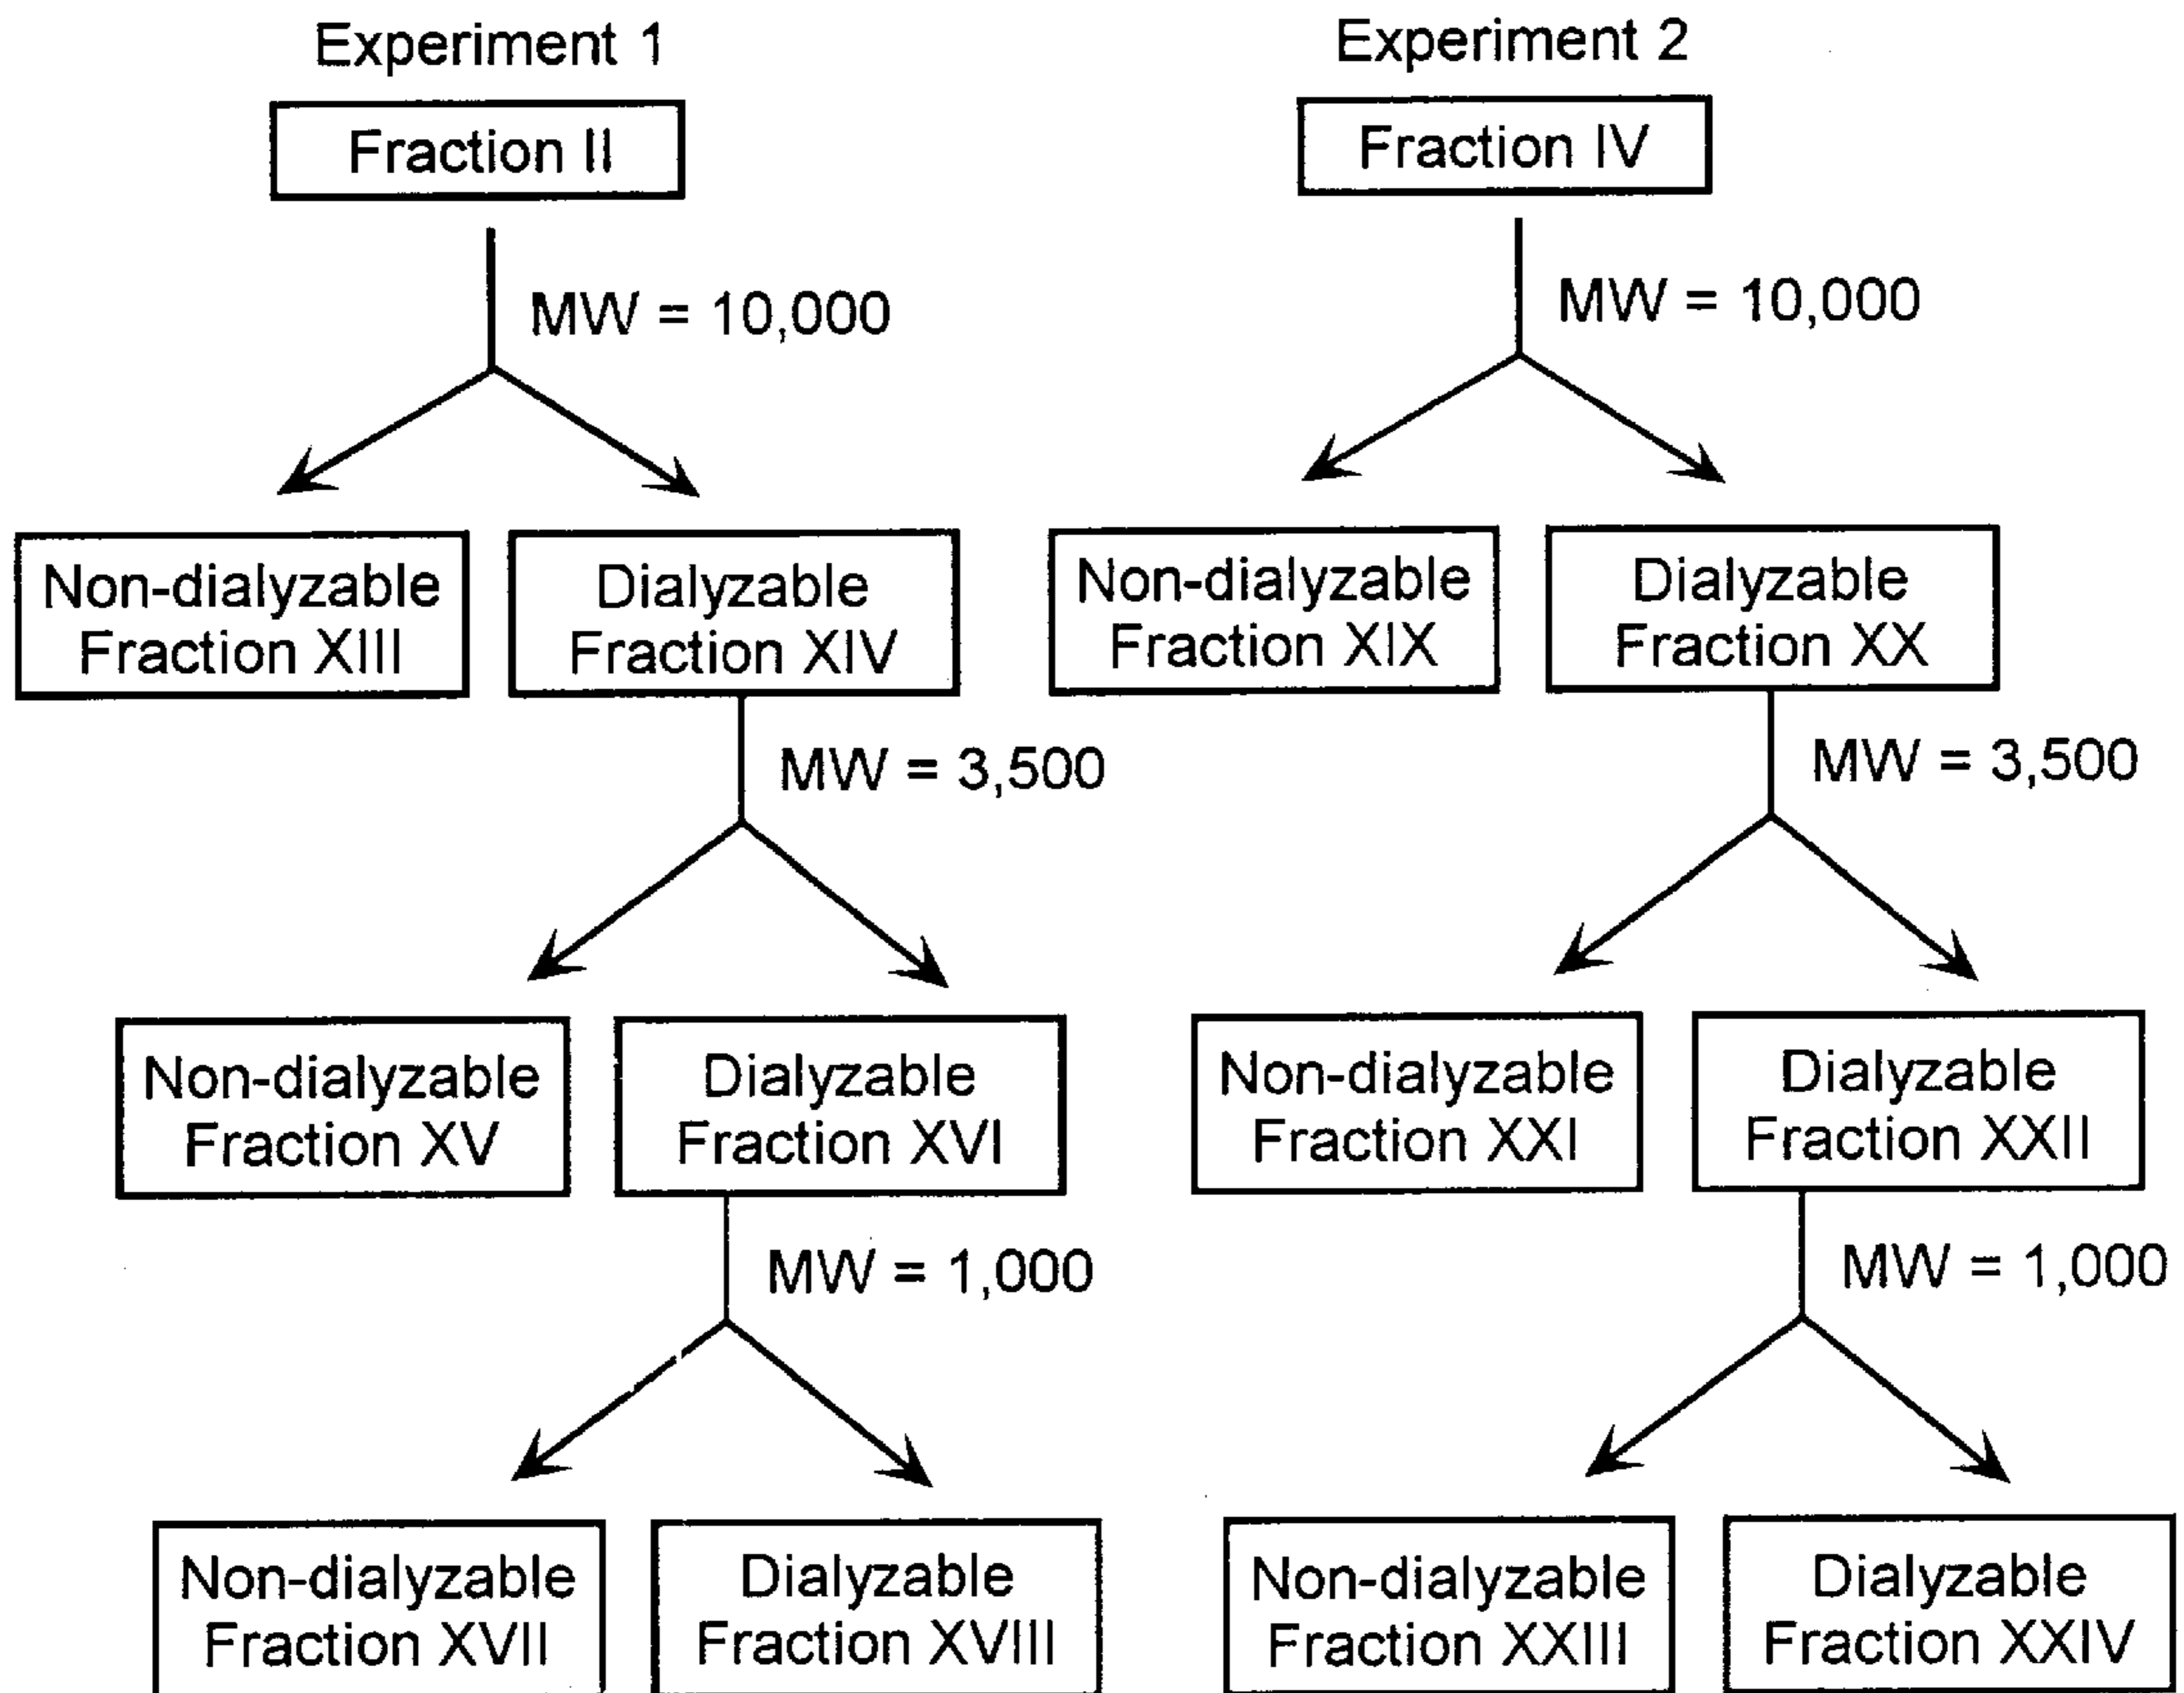 Experiment 1
Fraction II
MW = 10,000
Non-dialyzable
Fraction XIII
Dialyzable
Fraction XIV
MW = 3,500
Non-dialyzable
Fraction XV
Dialyzable
Fraction XVI
MW = 1,000
Non-dialyzable
Fraction XVII
Dialyzable
Fraction XVIII
Experiment 2
Fraction IV
MW = 10,000
Non-dialyzable
Fraction XIX
Dialyzable
Fraction XX
MW = 3,500
Non-dialyzable
Fraction XXI
Dialyzable
Fraction XXII
MW = 1,000
Non-dialyzable
Fraction XXIII
Dialyzable
Fraction XXIV